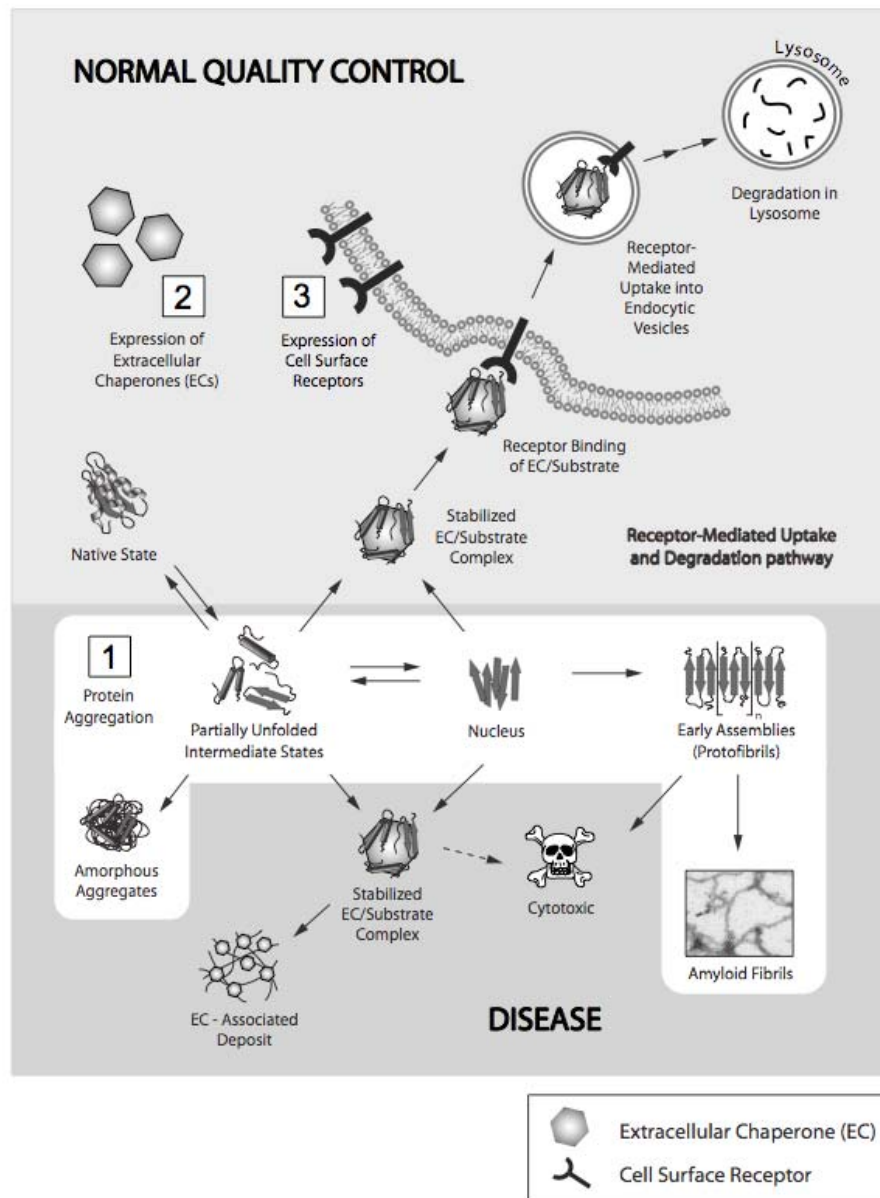 NORMAL QUALITY CONTROL
Lysosome
Degradation in
Lysosome
Receptor-
Mediated
Uptake into
Endocytic
Vesicles
2
Expression of
Extracellular
Chaperones (ECs)
3
Expression of
Cell Surface
Receptors
Receptor Binding
of EC/Substrate
Native State
Stabilized
EC/Substrate
Complex
Receptor-Mediated Uptake
and Degradation pathway
1
Protein
Aggregation
Partially Unfolded
Intermediate States
Nucleus
n
Early Assemblies
(Protofibrils)
Amorphous
Aggregates
Stabilized
EC/Substrate
Complex
Cytotoxic
Amyloid Fibrils
EC - Associated
Deposit
DISEASE
Extracellular Chaperone (EC)
Cell Surface Receptor